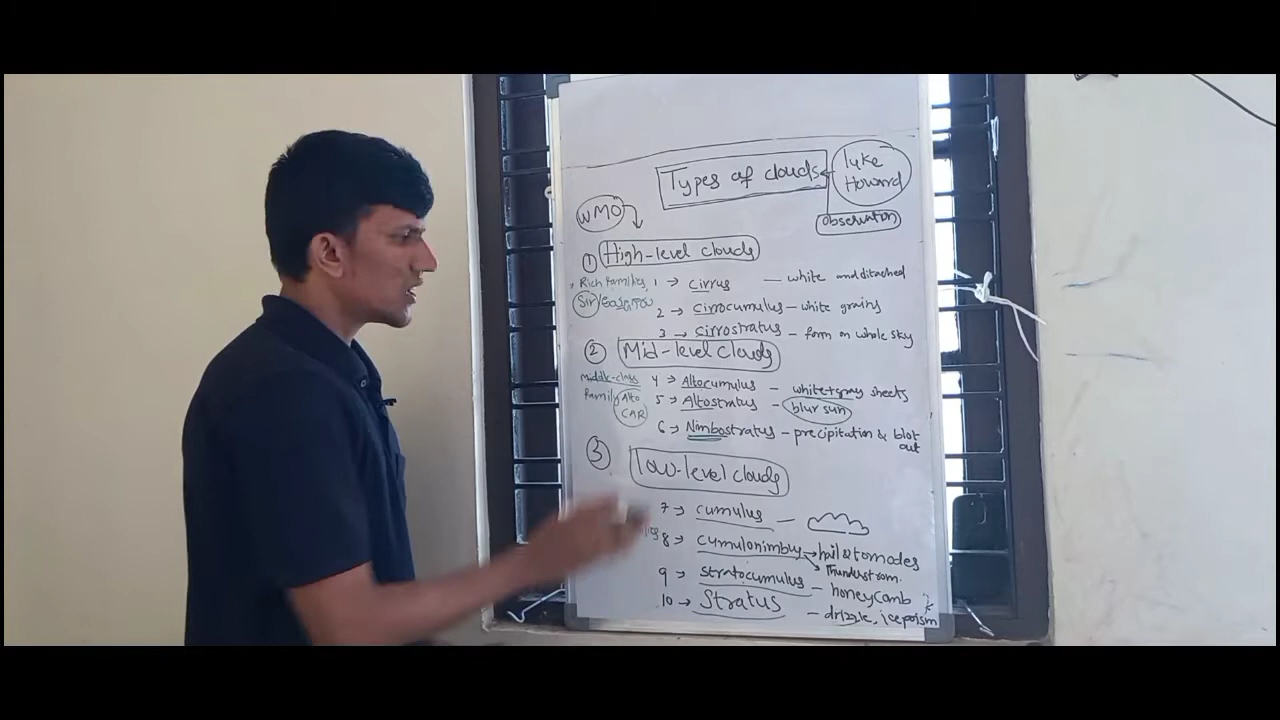 Types of clouds
luke
Howard
observation
WMO
① High-level clouds
Rich families 1 → cirrus — white and ditached
Sir/
2 → cirrocumulus — white grains
3 → cirrostratus - form on whole sky
② Mid-level clouds
Middle-class 4 → Altocumulus - white+gray sheets
family Alto 5 → Altostratus - blur sun
CAR
6 → Nimbostratus - precipitation & blot
out
③ low-level clouds
7 → cumulus —
8 → cumulonimbus → hail & tornodes
→ Thunderstrom.
9 → stratocumulus - honeycomb
10 → Stratus - drizzle, iceprism